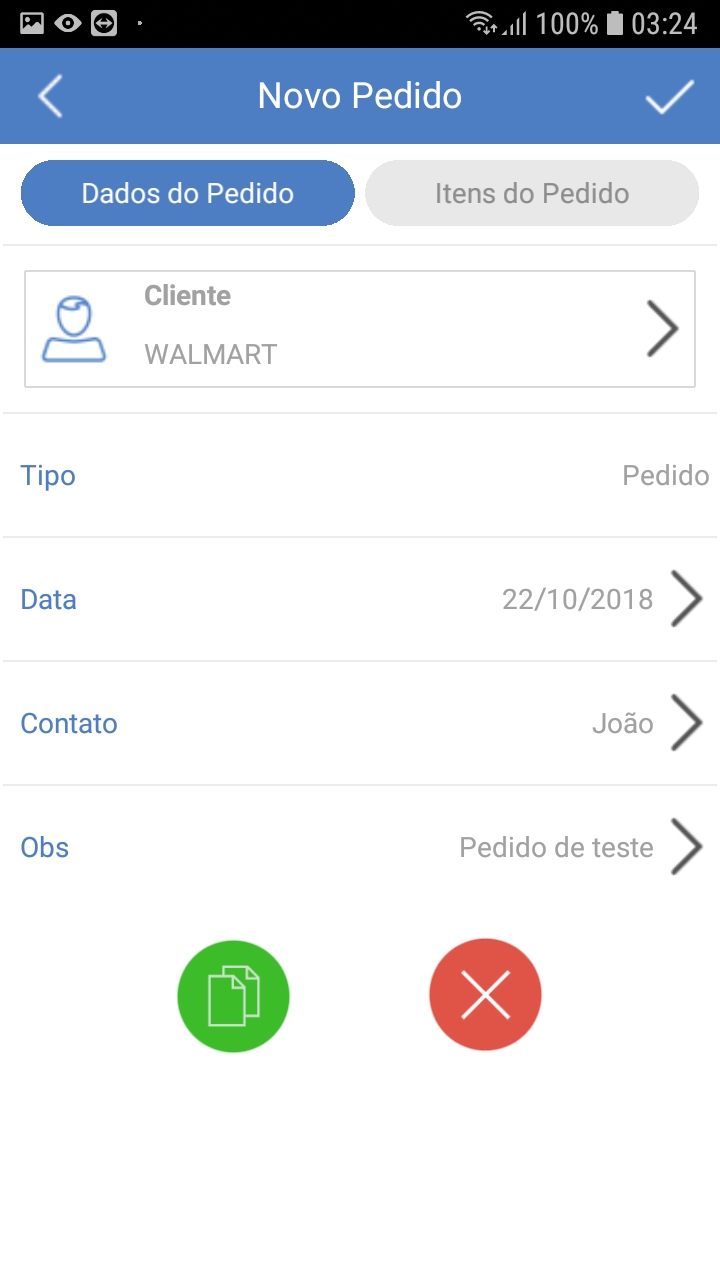 100% 03:24
Novo Pedido
Dados do Pedido Itens do Pedido
Cliente
WALMART
Tipo Pedido
Data 22/10/2018
Contato João
Obs Pedido de teste